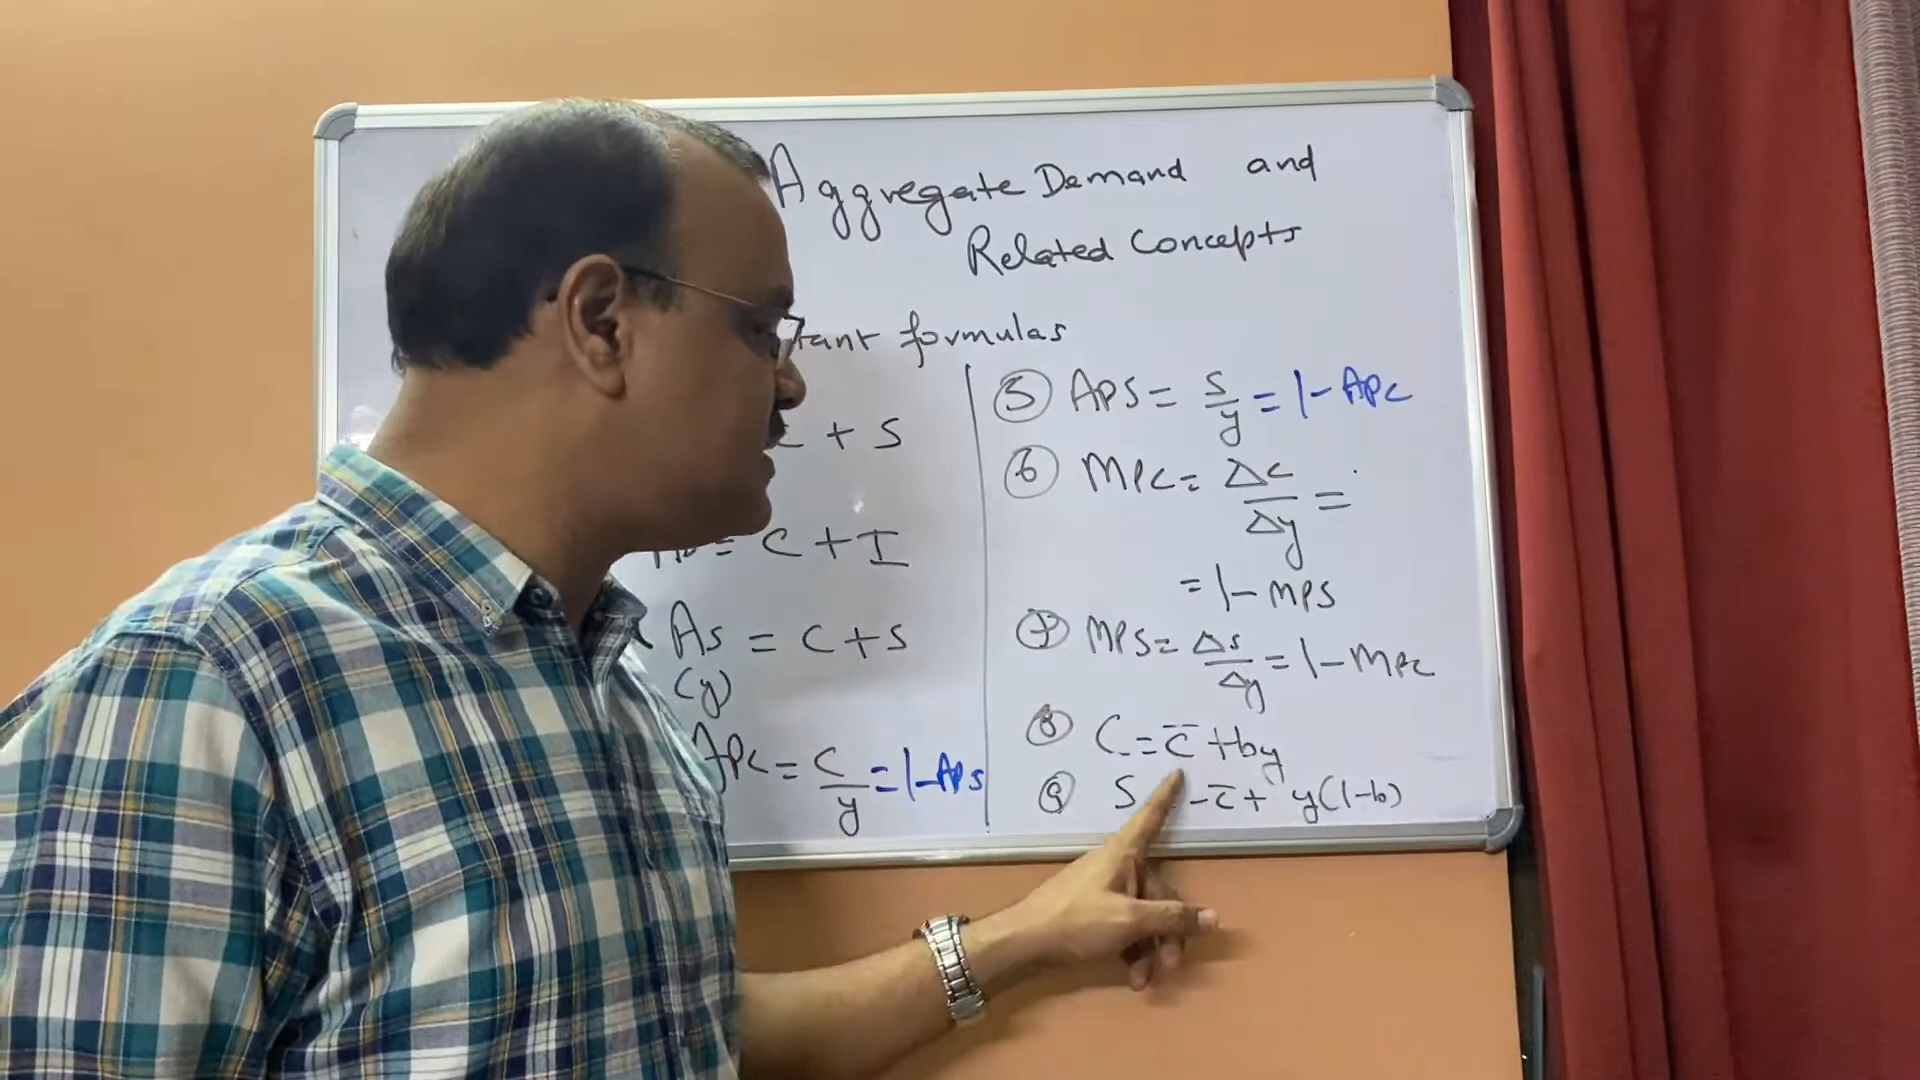 Aggregate Demand and
Related Concepts
formulas
C + S
= C + I
AS = C + S
(y)
APC = C/y = 1 - APS
⑤ APS = S/y = 1 - APC
⑥ MPC = ΔC/Δy =
= 1 - MPS
⑦ MPS = ΔS/Δy = 1 - MPC
⑧ C = C̄ + by
⑨ S - C̄ + y(1-b)